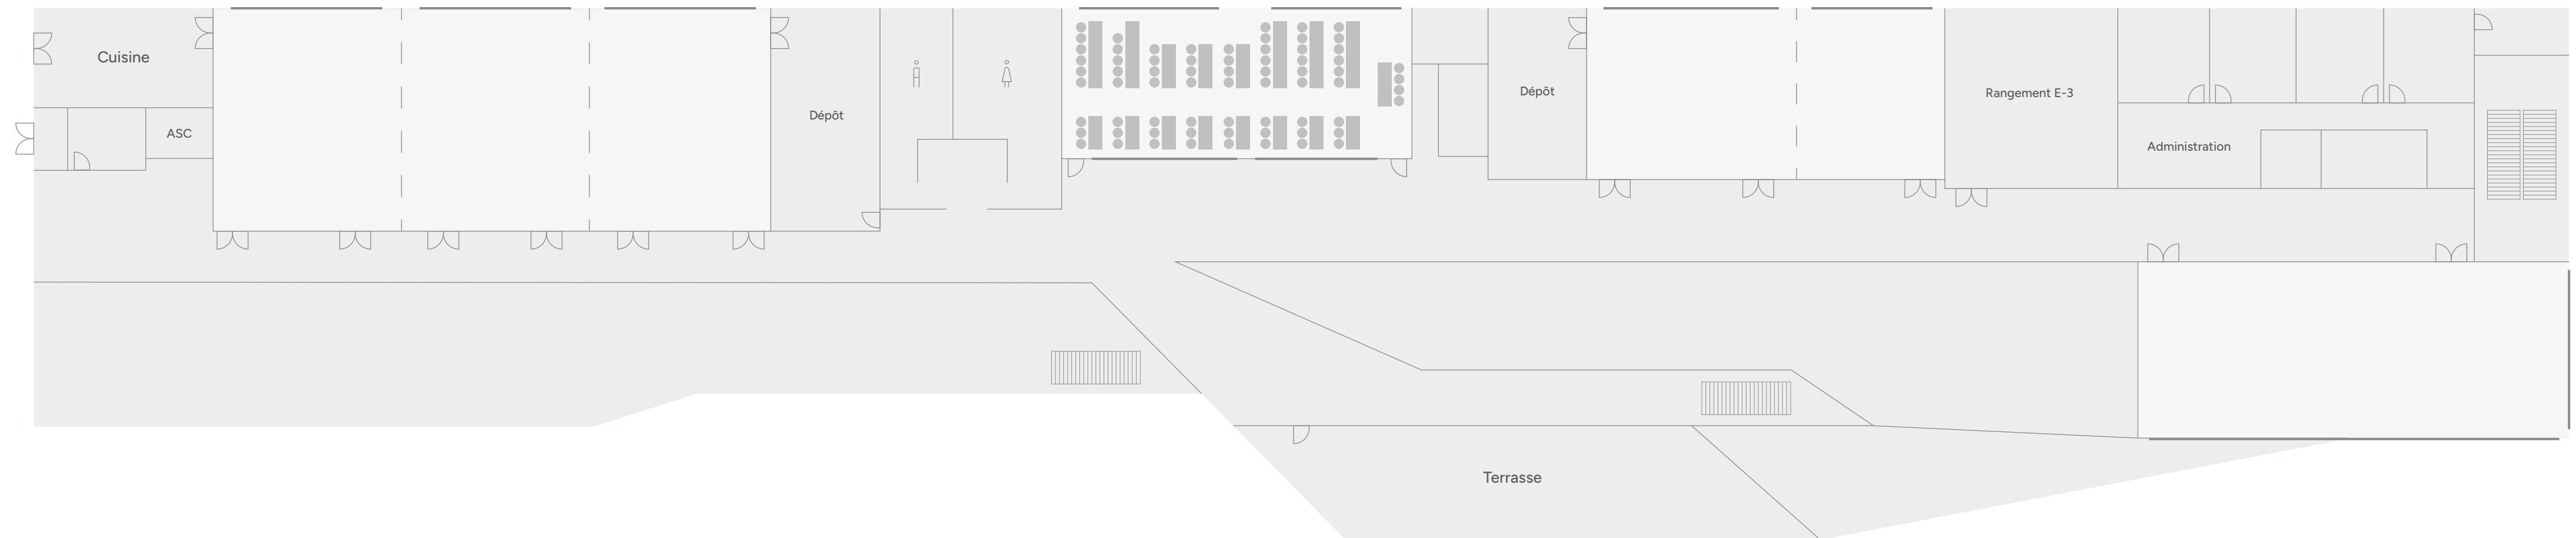 Cuisine
ASC
Dépôt
Dépôt
Rangement E-3
Administration
Terrasse